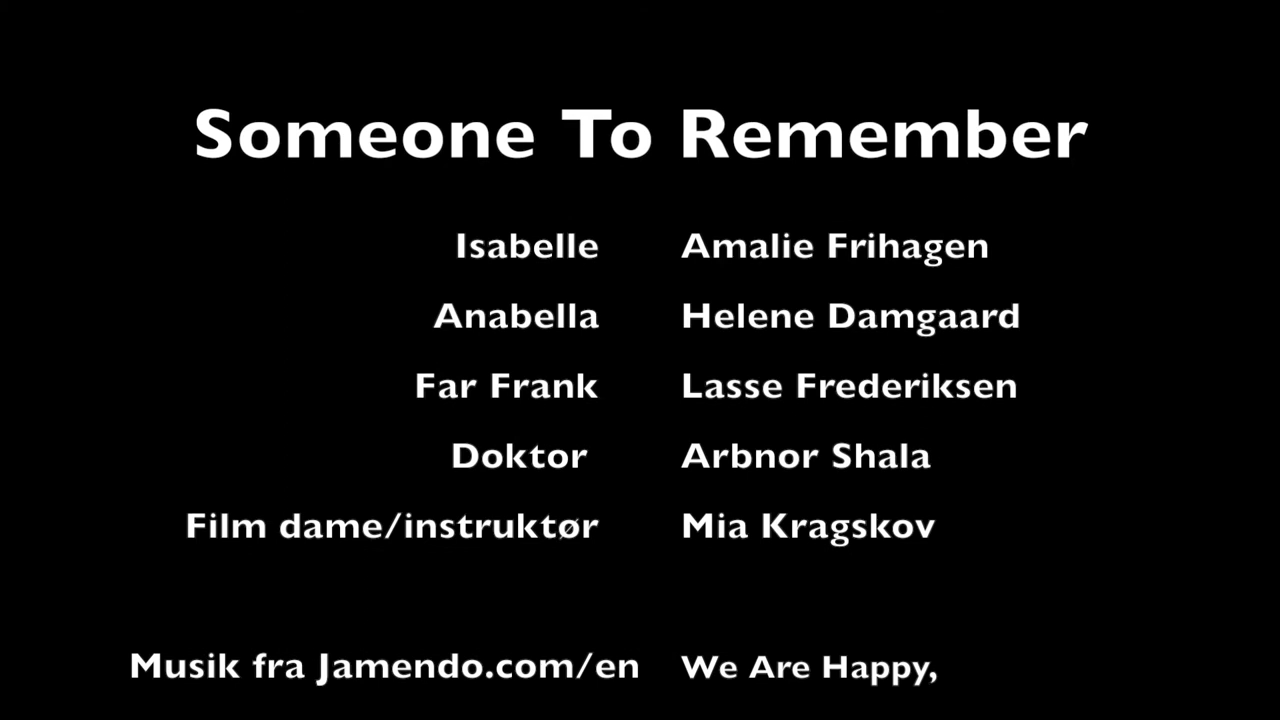 Someone To Remember
Isabelle Amalie Frihagen
Anabella Helene Damgaard
Far Frank Lasse Frederiksen
Doktor Arbnor Shala
Film dame/instruktør Mia Kragskov
Musik fra Jamendo.com/en We Are Happy,